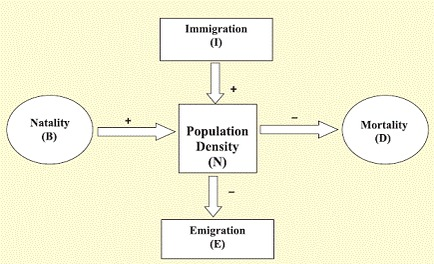 Immigration
(I)
+
Natality
(B)
+
Population
Density
(N)
–
Mortality
(D)
–
Emigration
(E)